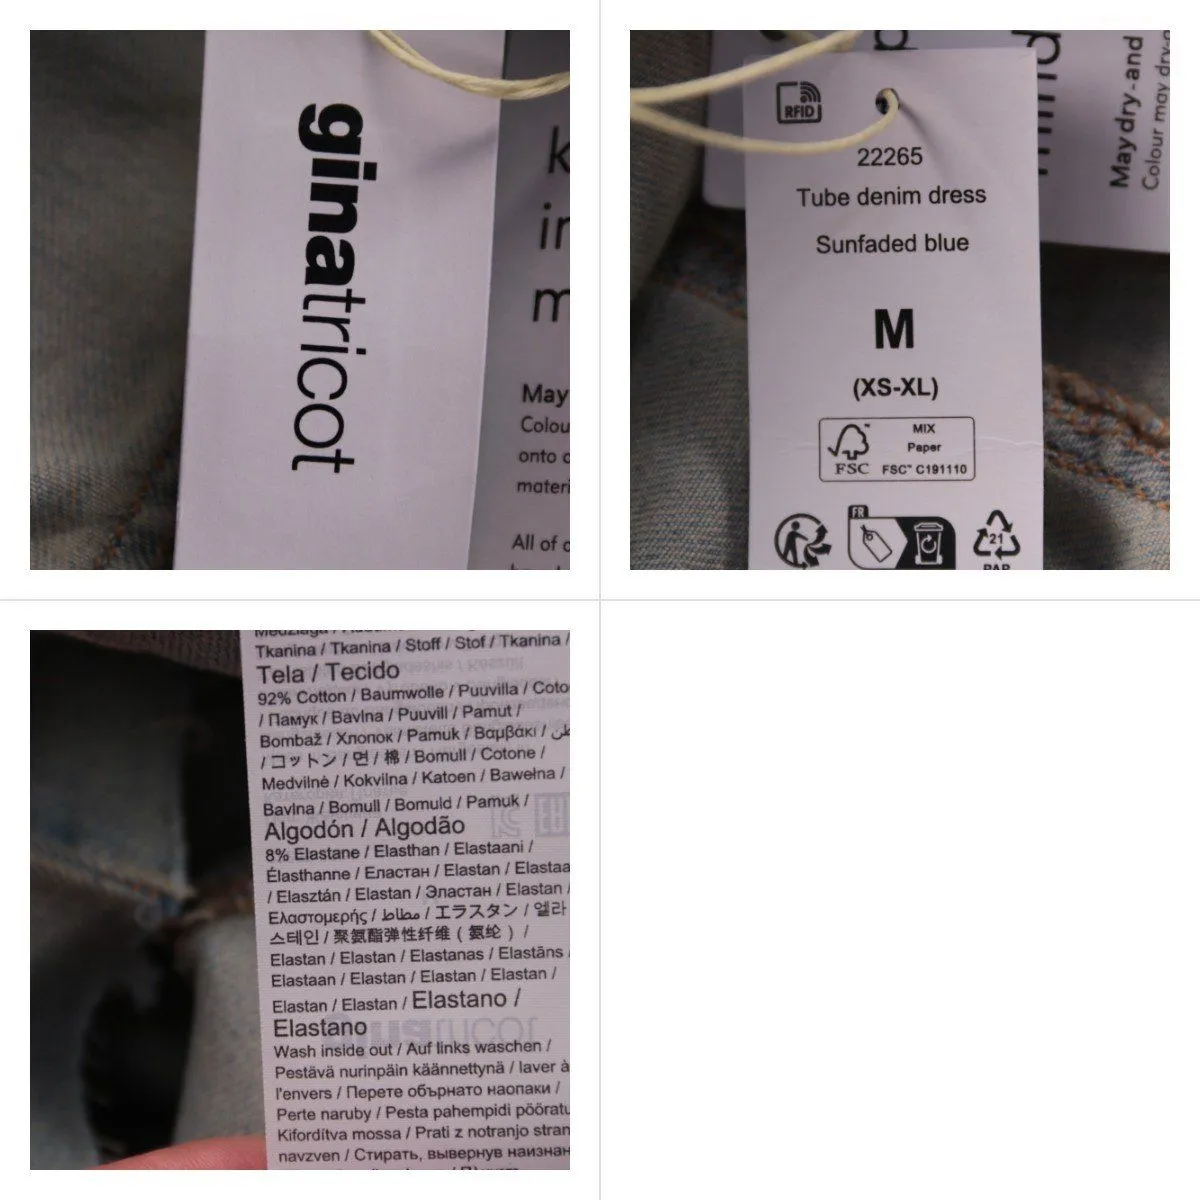 ginatricot
k
in
m
May
Colou
onto
materi
All of
RFID
22265
Tube denim dress
Sunfaded blue
M
(XS-XL)
FSC
MIX
Paper
FSC™ C191110
FR
21
PAP
May dry-and
Colour may dry-
Tkanina / Tkanina / Stoff / Stof / Tkanina /
Tela / Tecido
92% Cotton / Baumwolle / Puuvilla / Coto
/ Памук / Bavlna / Puuvill / Pamut /
Bombaž / Хлопок / Pamuk / Βαμβάκι /
/ コットン / 면 / 棉 / Bomull / Cotone /
Medvilnė / Kokvilna / Katoen / Bawełna /
Bavlna / Bomull / Bomuld / Pamuk /
Algodón / Algodão
8% Elastane / Elasthan / Elastaani /
Élasthanne / Еластан / Elastan / Elastaa
/ Elasztán / Elastan / Эластан / Elastan /
Ελαστομερής / مطاط / エラスタン / 엘라
스테인 / 聚氨酯弹性纤维（氨纶） /
Elastan / Elastan / Elastanas / Elastāns
Elastaan / Elastan / Elastan / Elastan /
Elastan / Elastan / Elastano /
Elastano
Wash inside out / Auf links waschen /
Pestävä nurinpäin käännettynä / laver à
l'envers / Перете обърнато наопаки /
Perte naruby / Pesta pahempidi pööratu
Kifordítva mossa / Prati z notranjo stran
navzven / Стирать, вывернув наизнан